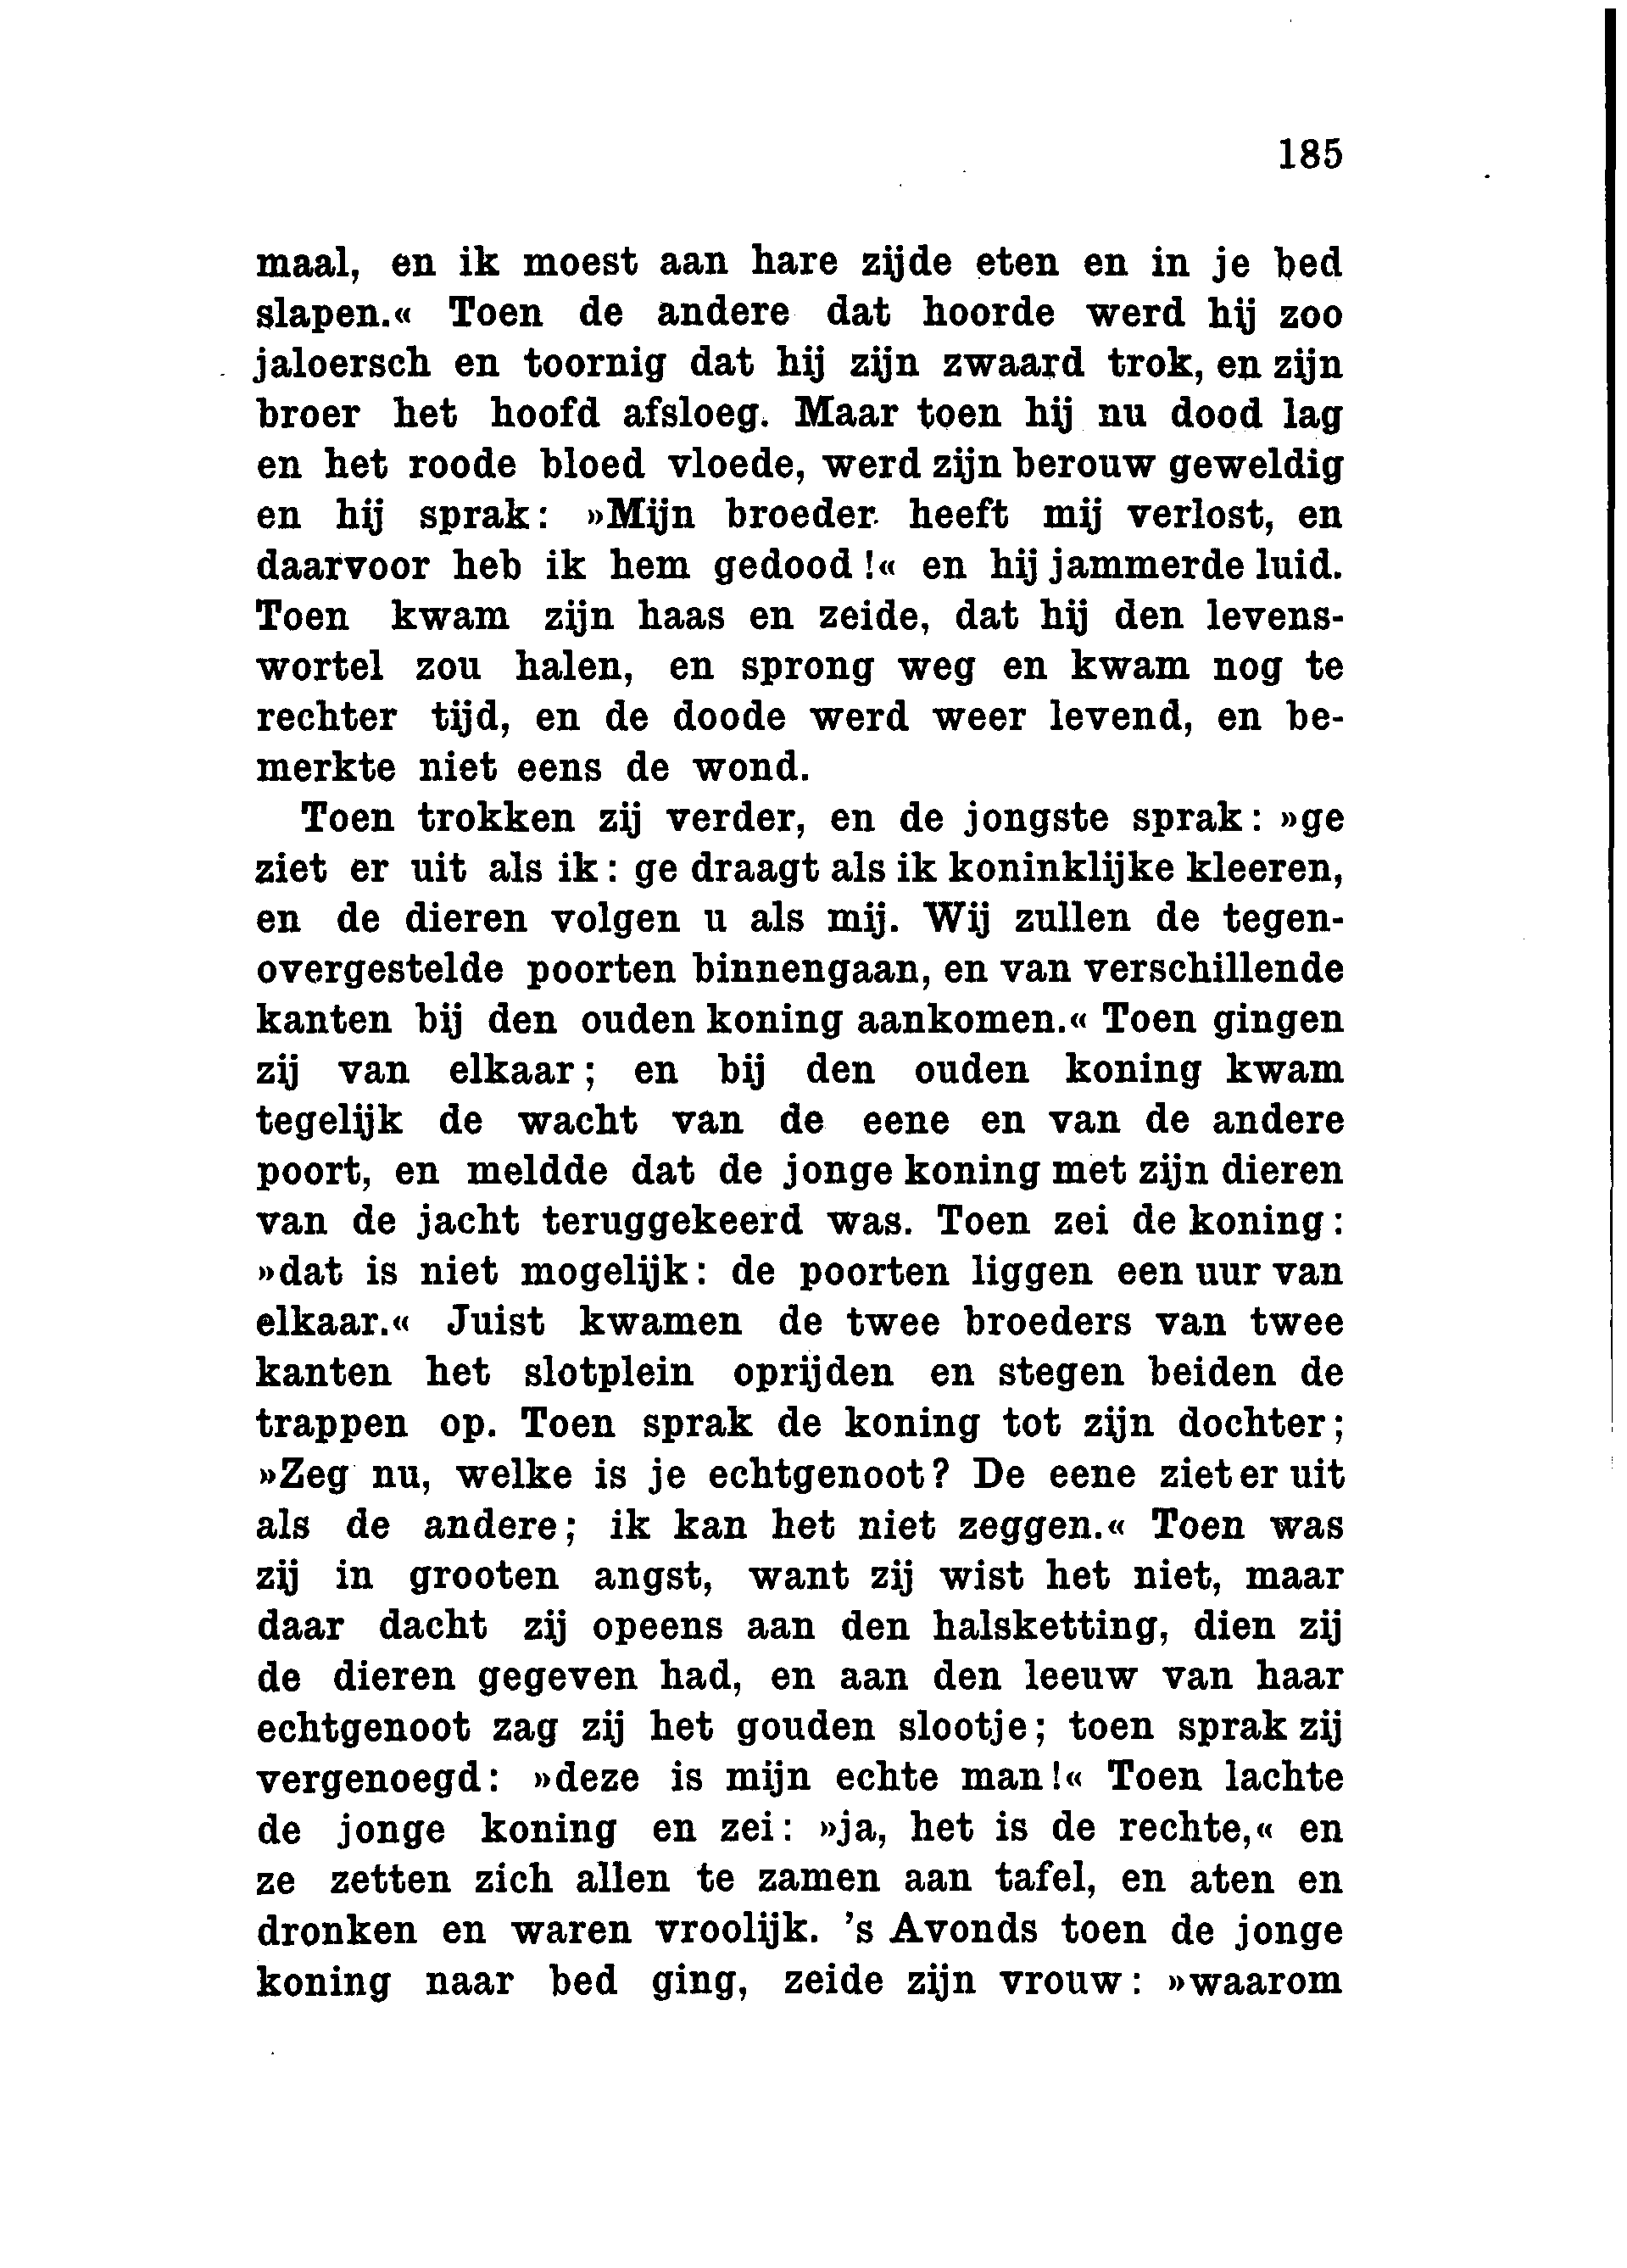 185
maal, en ik moest aan hare zijde eten en in je bed
slapen.« Toen de andere dat hoorde werd hij zoo
jaloersch en toornig dat hij zijn zwaard trok, en zijn
broer het hoofd afsloeg. Maar toen hij nu dood lag
en het roode bloed vloede, werd zijn berouw geweldig
en hij sprak: »Mijn broeder heeft mij verlost, en
daarvoor heb ik hem gedood!« en hij jammerde luid.
Toen kwam zijn haas en zeide, dat hij den levens-
wortel zou halen, en sprong weg en kwam nog te
rechter tijd, en de doode werd weer levend, en be-
merkte niet eens de wond.
Toen trokken zij verder, en de jongste sprak: »ge
ziet er uit als ik: ge draagt als ik koninklijke kleeren,
en de dieren volgen u als mij. Wij zullen de tegen-
overgestelde poorten binnengaan, en van verschillende
kanten bij den ouden koning aankomen.« Toen gingen
zij van elkaar; en bij den ouden koning kwam
tegelijk de wacht van de eene en van de andere
poort, en meldde dat de jonge koning met zijn dieren
van de jacht teruggekeerd was. Toen zei de koning:
»dat is niet mogelijk: de poorten liggen een uur van
elkaar.« Juist kwamen de twee broeders van twee
kanten het slotplein oprijden en stegen beiden de
trappen op. Toen sprak de koning tot zijn dochter;
»Zeg nu, welke is je echtgenoot? De eene ziet er uit
als de andere; ik kan het niet zeggen.« Toen was
zij in grooten angst, want zij wist het niet, maar
daar dacht zij opeens aan den halsketting, dien zij
de dieren gegeven had, en aan den leeuw van haar
echtgenoot zag zij het gouden slootje; toen sprak zij
vergenoegd: »deze is mijn echte man!« Toen lachte
de jonge koning en zei: »ja, het is de rechte,« en
ze zetten zich allen te zamen aan tafel, en aten en
dronken en waren vroolijk. 's Avonds toen de jonge
koning naar bed ging, zeide zijn vrouw: »waarom